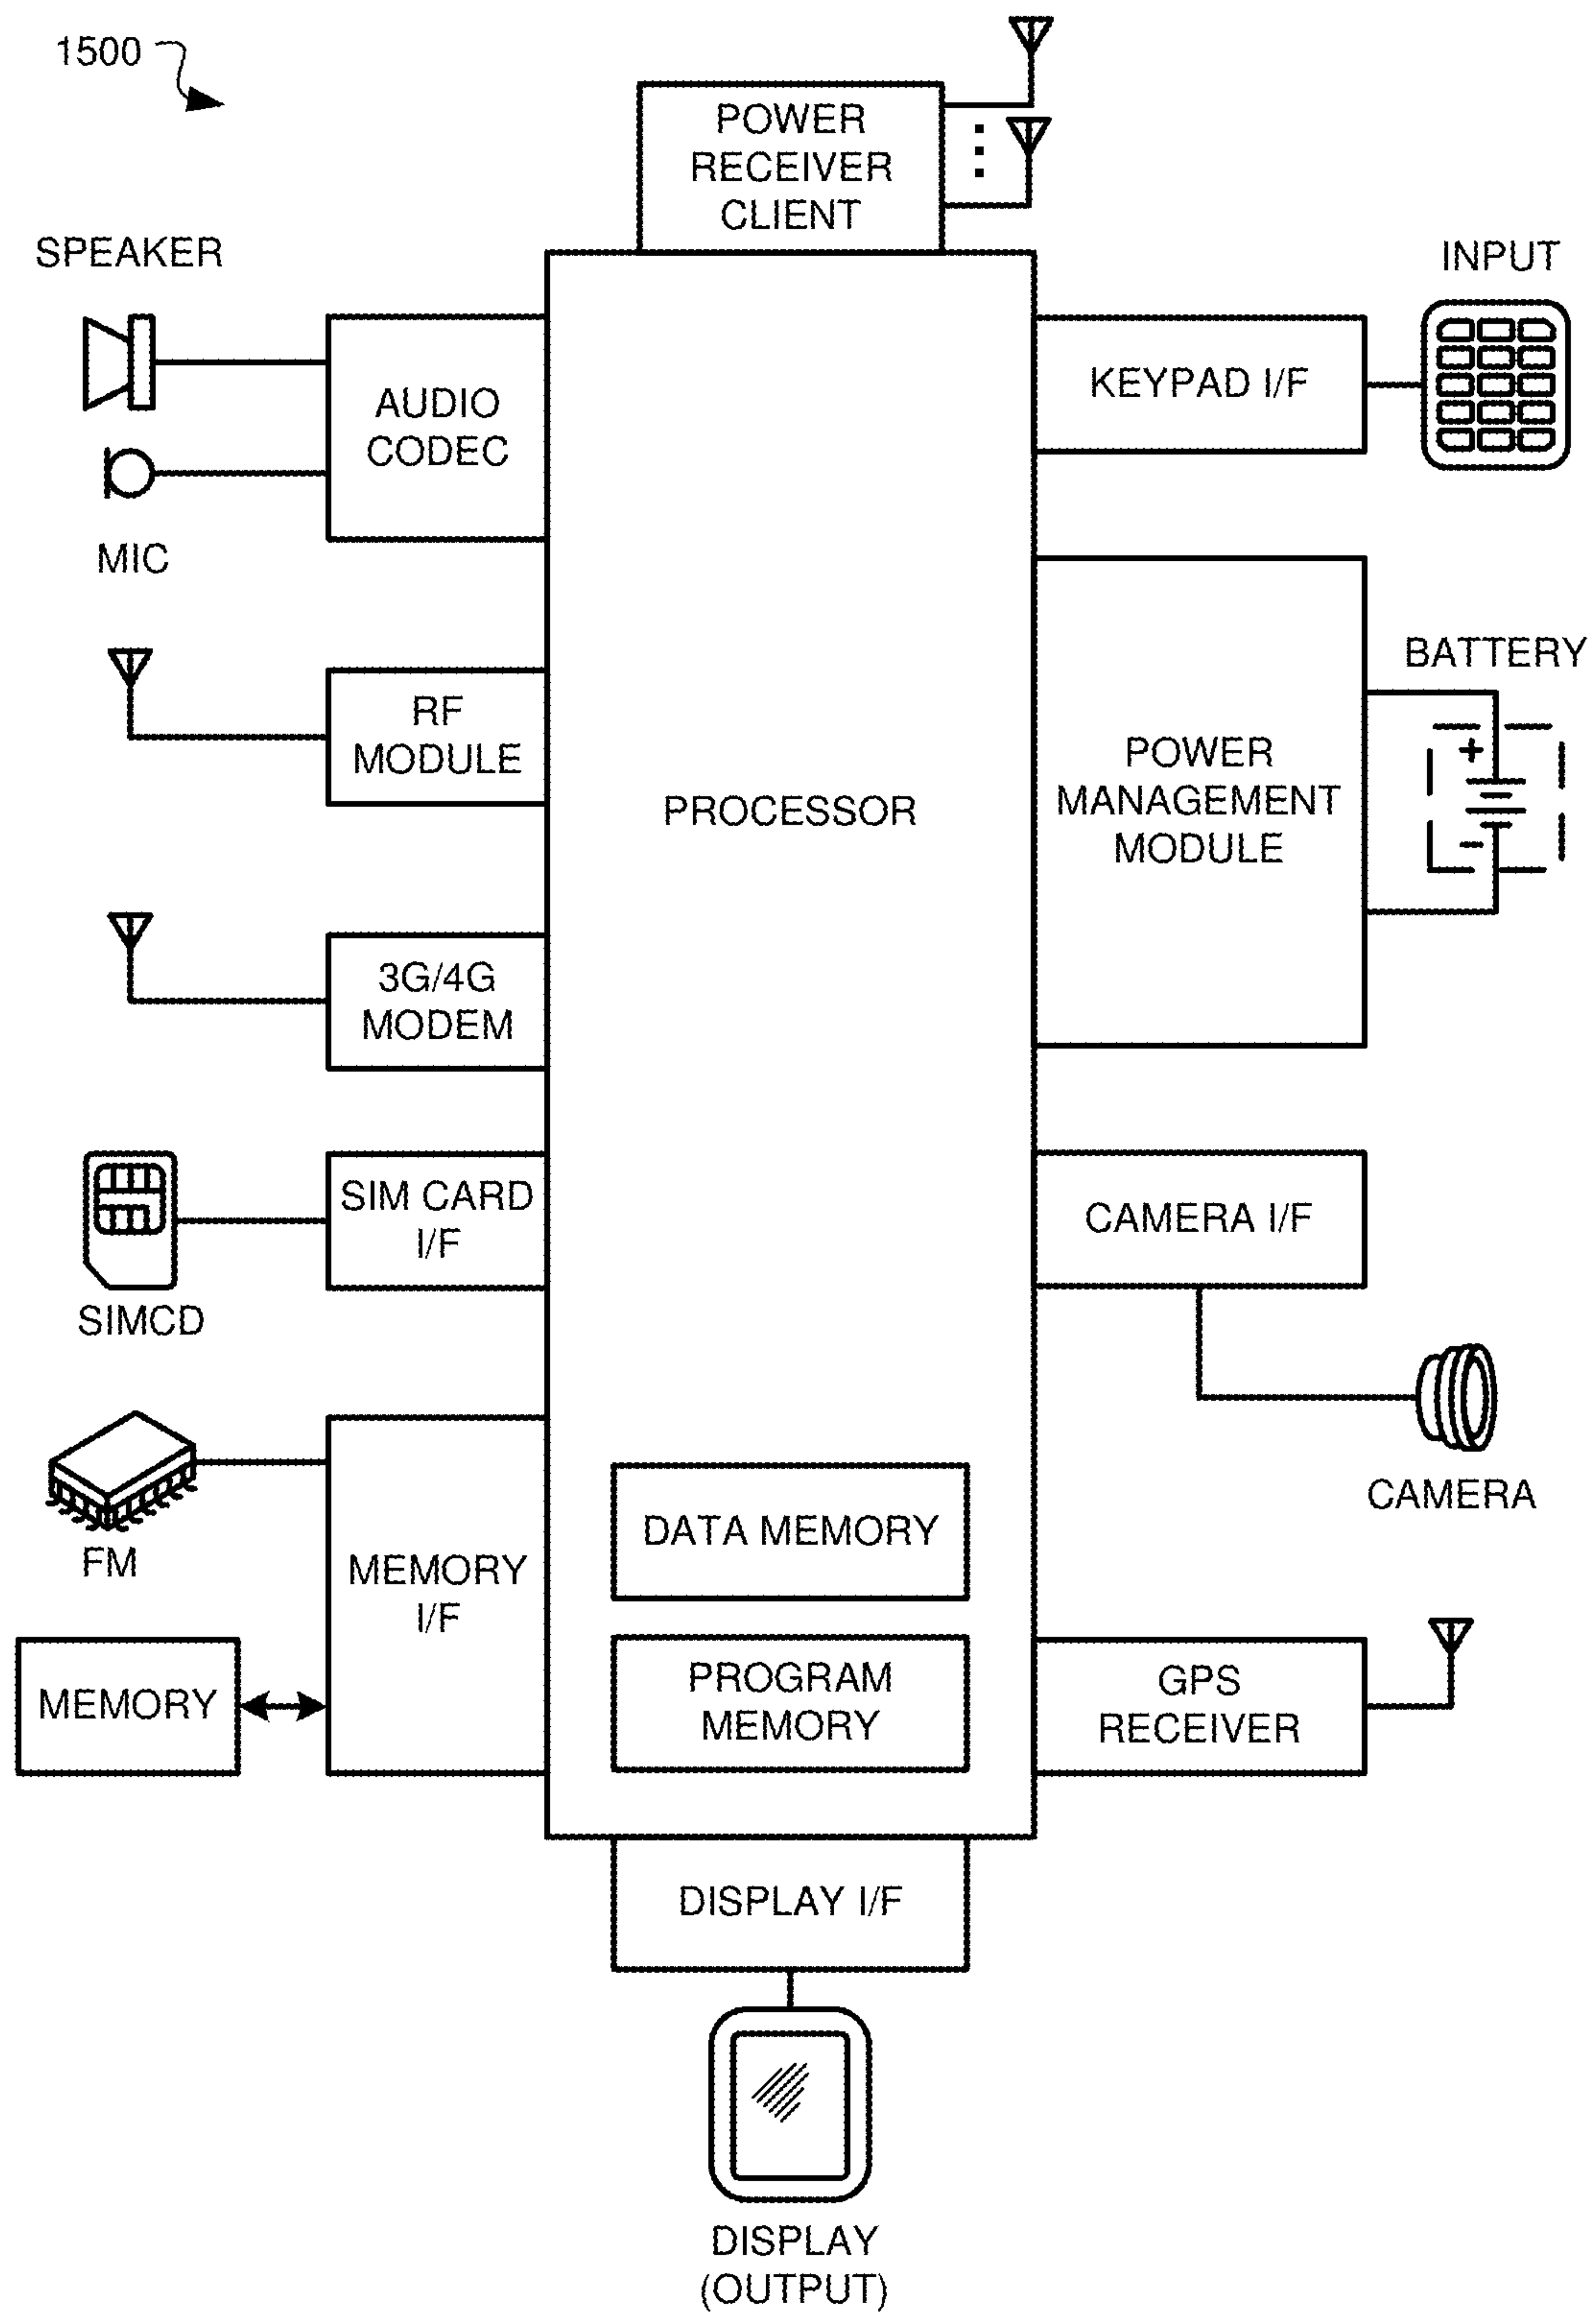 1500
POWER
RECEIVER
CLIENT
SPEAKER
INPUT
AUDIO
CODEC
KEYPAD I/F
MIC
BATTERY
RF
MODULE
PROCESSOR
POWER
MANAGEMENT
MODULE
+
-
3G/4G
MODEM
SIM CARD
I/F
CAMERA I/F
SIMCD
CAMERA
FM
MEMORY
I/F
DATA MEMORY
MEMORY
PROGRAM
MEMORY
GPS
RECEIVER
DISPLAY I/F
DISPLAY
(OUTPUT)